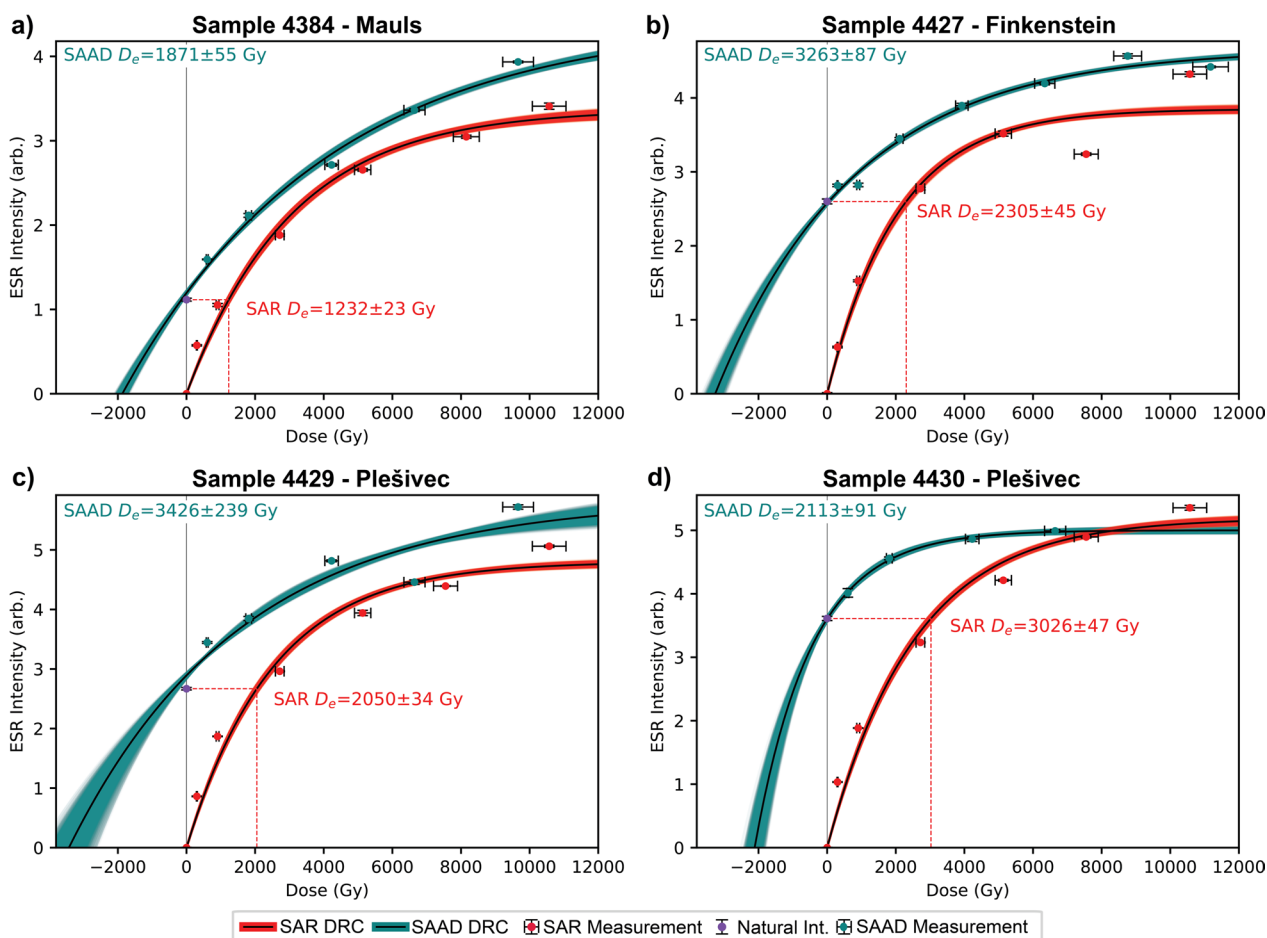 a)
Sample 4384 - Mauls
SAAD De=1871±55 Gy
SAR De=1232±23 Gy
ESR Intensity (arb.)
4
3
2
1
0
−2000 0 2000 4000 6000 8000 10000 12000
Dose (Gy)
b)
Sample 4427 - Finkenstein
SAAD De=3263±87 Gy
SAR De=2305±45 Gy
ESR Intensity (arb.)
4
3
2
1
0
−2000 0 2000 4000 6000 8000 10000 12000
Dose (Gy)
c)
Sample 4429 - Plešivec
SAAD De=3426±239 Gy
SAR De=2050±34 Gy
ESR Intensity (arb.)
5
4
3
2
1
0
−2000 0 2000 4000 6000 8000 10000 12000
Dose (Gy)
d)
Sample 4430 - Plešivec
SAAD De=2113±91 Gy
SAR De=3026±47 Gy
ESR Intensity (arb.)
5
4
3
2
1
0
−2000 0 2000 4000 6000 8000 10000 12000
Dose (Gy)
SAR DRC SAAD DRC SAR Measurement Natural Int. SAAD Measurement